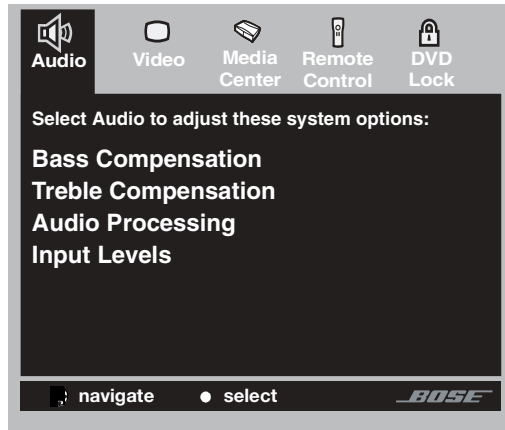 Audio
Video
Media
Center
Remote
Control
DVD
Lock
Select Audio to adjust these system options:
Bass Compensation
Treble Compensation
Audio Processing
Input Levels
navigate select BOSE